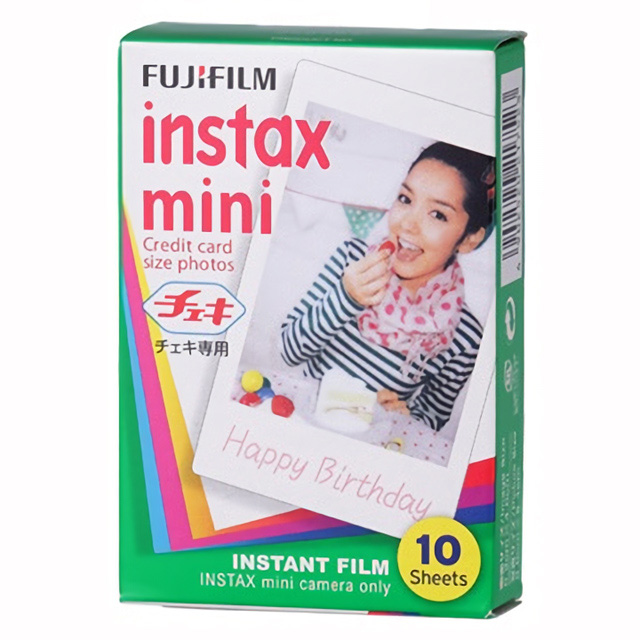 FUJIFILM
instax
mini
Credit card
size photos
チェキ
チェキ専用
Happy Birthday
INSTANT FILM
INSTAX mini camera only
10
Sheets